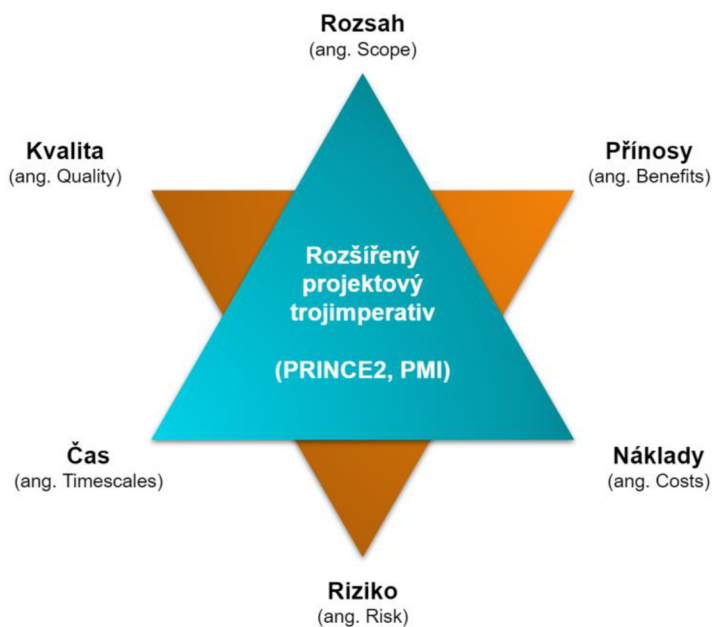 Rozsah
(ang. Scope)
Kvalita
(ang. Quality)
Přínosy
(ang. Benefits)
Rozšířený
projektový
trojimperativ
(PRINCE2, PMI)
Čas
(ang. Timescales)
Náklady
(ang. Costs)
Riziko
(ang. Risk)